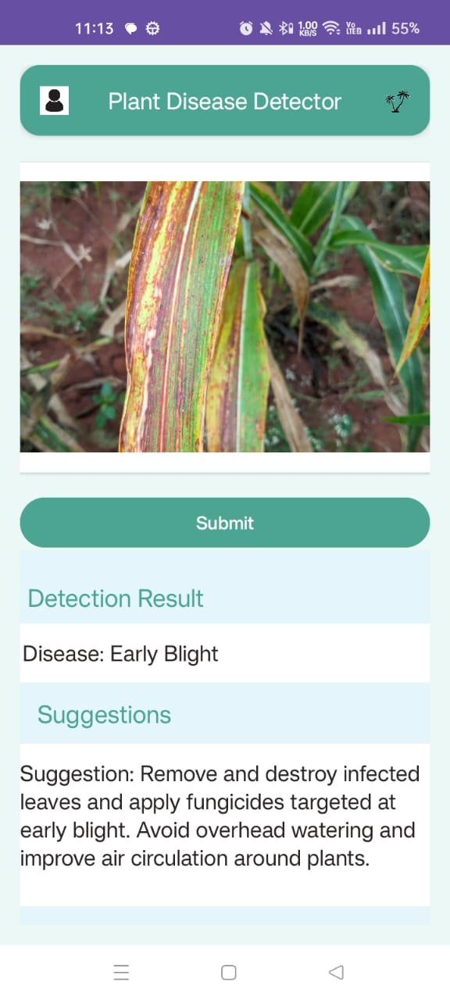 11:13 1.00 KB/S Vo LTE 55%
Plant Disease Detector
Submit
Detection Result
Disease: Early Blight
Suggestions
Suggestion: Remove and destroy infected
leaves and apply fungicides targeted at
early blight. Avoid overhead watering and
improve air circulation around plants.